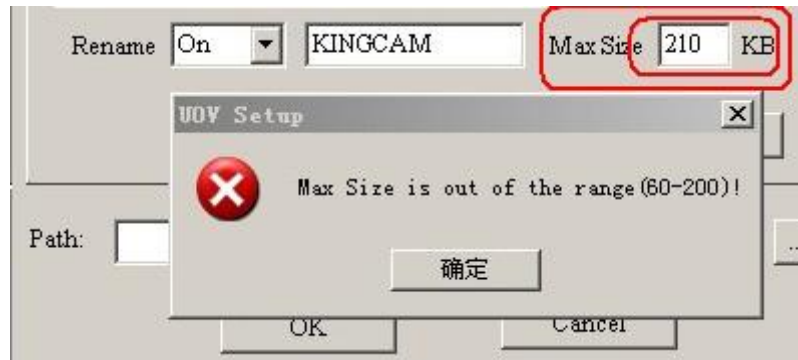 Rename On KINGCAM Max Size 210 KB
UOV Setup
Max Size is out of the range(60-200)!
Path: ..
确定
OK Cancel